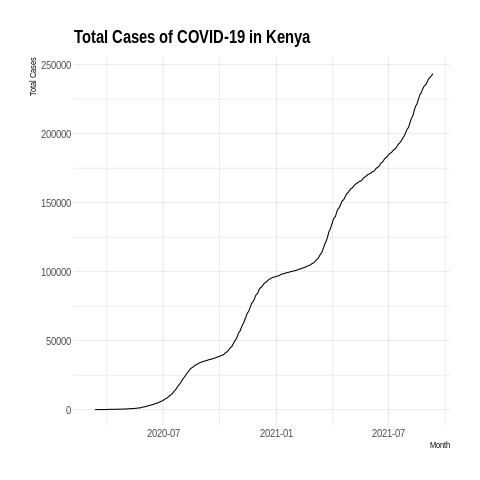 Total Cases of COVID-19 in Kenya
Total Cases
250000
200000
150000
100000
50000
0
2020-07 2021-01 2021-07
Month